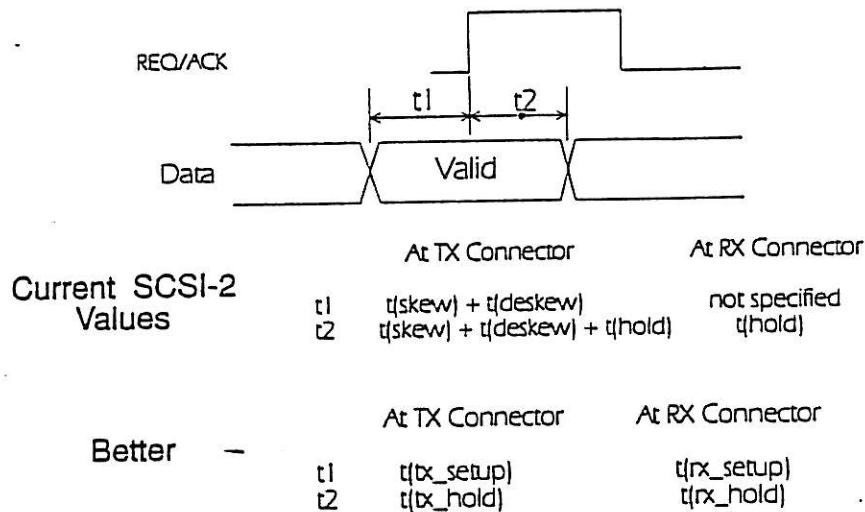 REQ/ACK
t1 t2
Data Valid
At TX Connector At RX Connector
Current SCSI-2
Values
t1 t(skew) + t(deskew) not specified
t2 t(skew) + t(deskew) + t(hold) t(hold)
At TX Connector At RX Connector
Better –
t1 t(tx_setup) t(rx_setup)
t2 t(tx_hold) t(rx_hold)